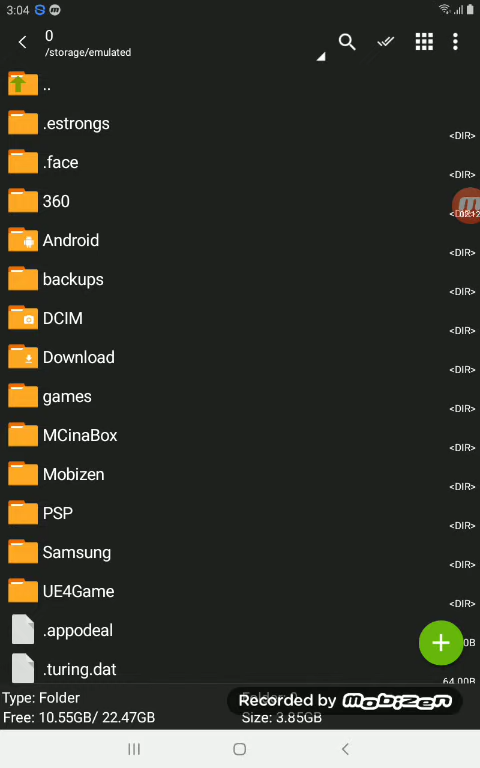 3:04
0
/storage/emulated
..
.estrongs
<DIR>
.face
<DIR>
360
02:12
Android
<DIR>
backups
<DIR>
DCIM
<DIR>
Download
<DIR>
games
<DIR>
MCinaBox
<DIR>
Mobizen
<DIR>
PSP
<DIR>
Samsung
<DIR>
UE4Game
<DIR>
.appodeal
.turing.dat
64.00B
Type: Folder
Recorded by Mobizen
Free: 10.55GB/ 22.47GB
Size: 3.85GB